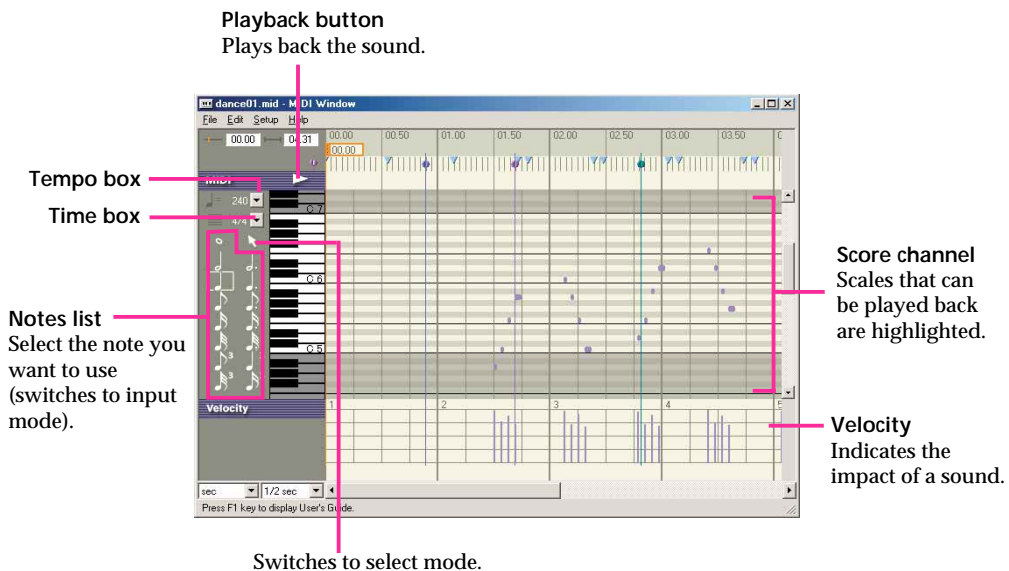 Playback button
Plays back the sound.
dance01.mid - MIDI Window
File Edit Setup Help
00.00 04.31
00.00 00.50 01.00 01.50 02.00 02.50 03.00 03.50
00.00
MIDI
Tempo box
240
C 7
Time box
4/4
C 6
Score channel
Scales that can
be played back
are highlighted.
Notes list
Select the note you
want to use
(switches to input
mode).
3
C 5
3
Velocity
1 2 3 4 5
Velocity
Indicates the
impact of a sound.
sec 1/2 sec
Press F1 key to display User's Guide.
Switches to select mode.